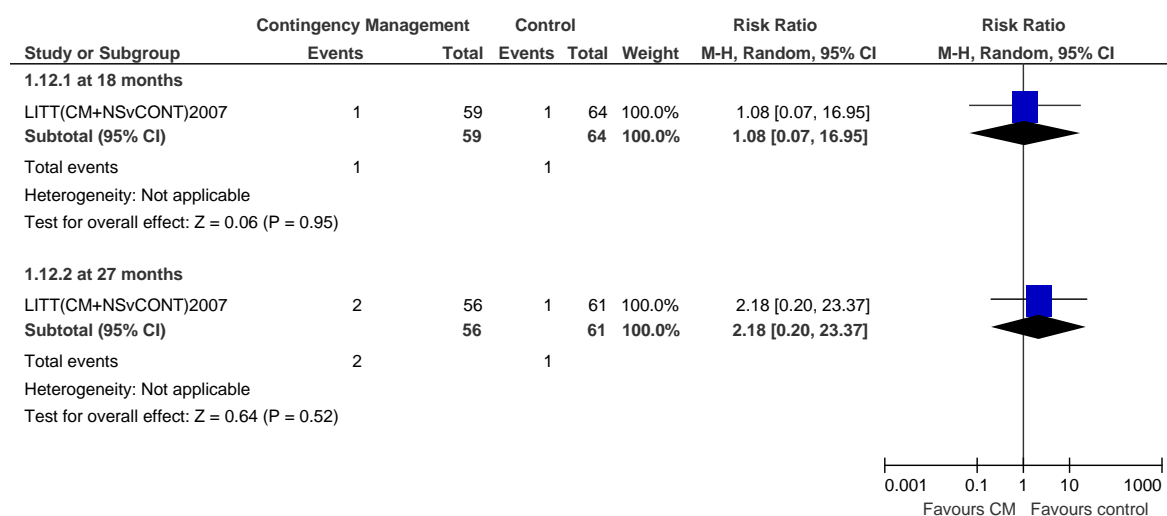 Contingency Management Control Risk Ratio Risk Ratio
Study or Subgroup Events Total Events Total Weight M-H, Random, 95% CI M-H, Random, 95% CI
1.12.1 at 18 months
LITT(CM+NSvCONT)2007 1 59 1 64 100.0% 1.08 [0.07, 16.95]
Subtotal (95% CI) 59 64 100.0% 1.08 [0.07, 16.95]
Total events 1 1
Heterogeneity: Not applicable
Test for overall effect: Z = 0.06 (P = 0.95)
1.12.2 at 27 months
LITT(CM+NSvCONT)2007 2 56 1 61 100.0% 2.18 [0.20, 23.37]
Subtotal (95% CI) 56 61 100.0% 2.18 [0.20, 23.37]
Total events 2 1
Heterogeneity: Not applicable
Test for overall effect: Z = 0.64 (P = 0.52)
0.001 0.1 1 10 1000
Favours CM Favours control